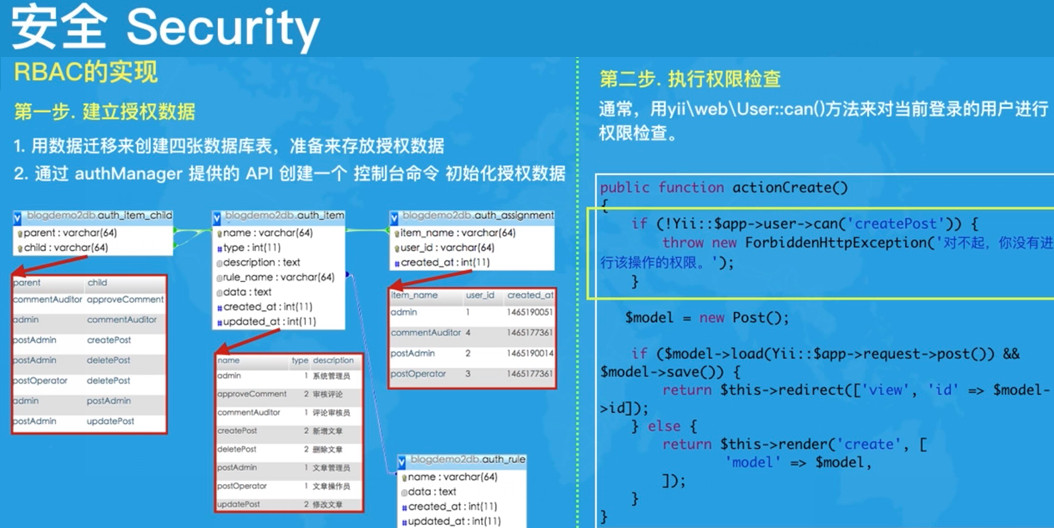 安全 Security
RBAC的实现
第一步. 建立授权数据
1. 用数据迁移来创建四张数据库表，准备来存放授权数据
2. 通过 authManager 提供的 API 创建一个 控制台命令 初始化授权数据
blogdemo2db.auth_item_child
parent : varchar(64)
child : varchar(64)
parent child
commentAuditor approveComment
admin commentAuditor
postAdmin createPost
postAdmin deletePost
postOperator deletePost
admin postAdmin
postAdmin updatePost
blogdemo2db.auth_item
name : varchar(64)
type : int(11)
description : text
rule_name : varchar(64)
data : text
created_at : int(11)
updated_at : int(11)
name type description
admin 1 系统管理员
approveComment 2 审核评论
commentAuditor 1 评论审核员
createPost 2 新增文章
deletePost 2 删除文章
postAdmin 1 文章管理员
postOperator 1 文章操作员
updatePost 2 修改文章
blogdemo2db.auth_assignment
item_name : varchar(64)
user_id : varchar(64)
created_at : int(11)
item_name user_id created_at
admin 1 1465190051
commentAuditor 4 1465177361
postAdmin 2 1465190014
postOperator 3 1465177361
blogdemo2db.auth_rule
name : varchar(64)
data : text
created_at : int(11)
updated_at : int(11)
第二步. 执行权限检查
通常，用yii\web\User::can()方法来对当前登录的用户进行
权限检查。
public function actionCreate()
{
if (!Yii::$app->user->can('createPost')) {
throw new ForbiddenHttpException('对不起，你没有进
行该操作的权限。');
}
$model = new Post();
if ($model->load(Yii::$app->request->post()) &&
$model->save()) {
return $this->redirect(['view', 'id' => $model-
>id]);
} else {
return $this->render('create', [
'model' => $model,
]);
}
}